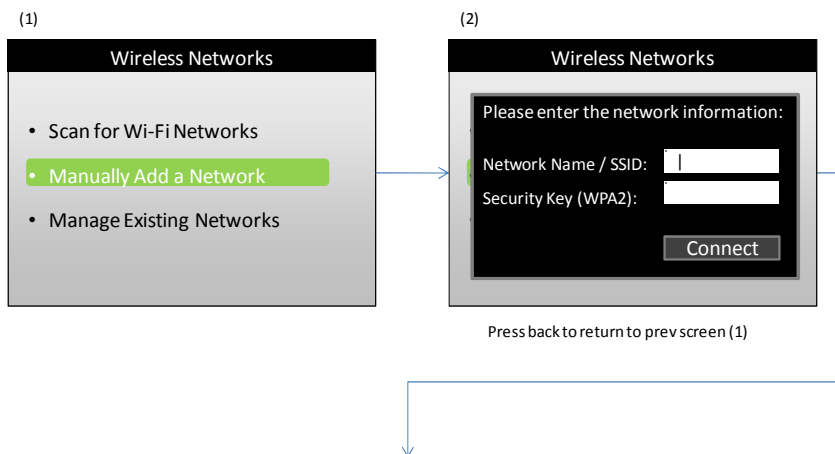 (1)
Wireless Networks
• Scan for Wi-Fi Networks
• Manually Add a Network
• Manage Existing Networks
(2)
Wireless Networks
Please enter the network information:
Network Name / SSID:
Security Key (WPA2):
Connect
Press back to return to prev screen (1)